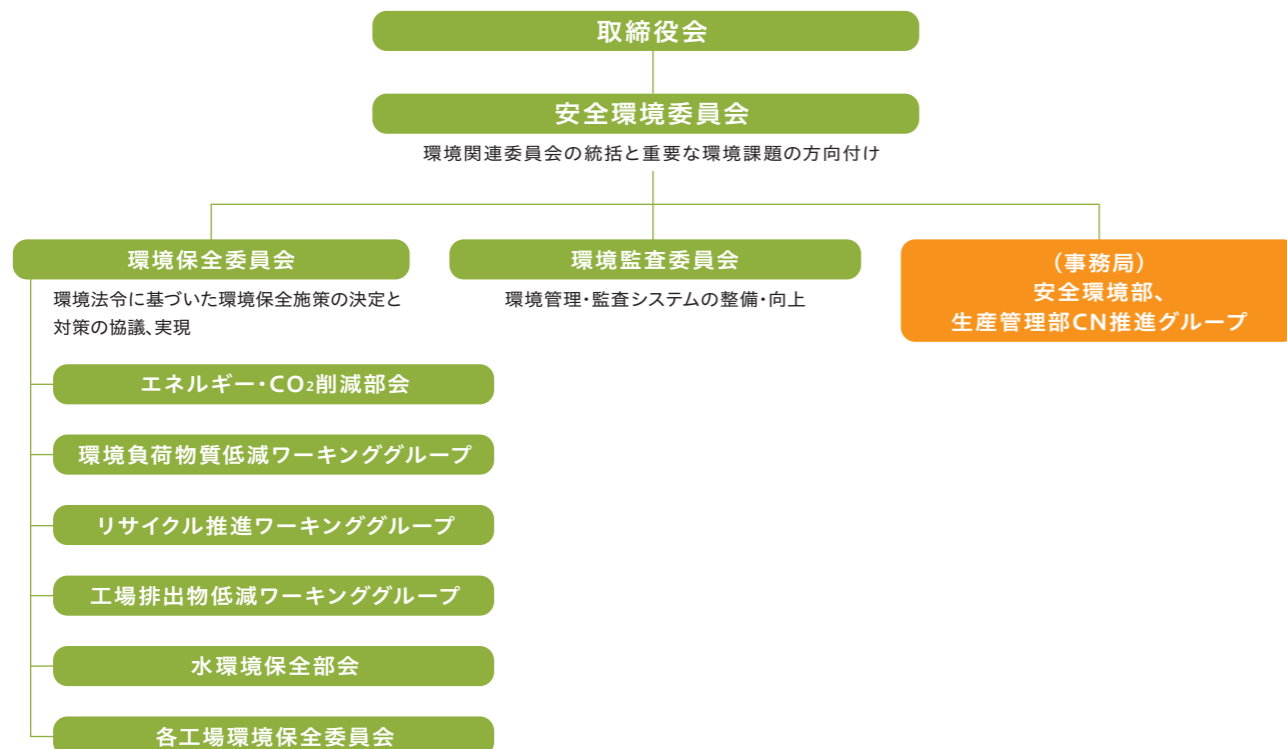 取締役会
安全環境委員会
環境関連委員会の統括と重要な環境課題の方向付け
環境保全委員会
環境法令に基づいた環境保全施策の決定と
対策の協議、実現
環境監査委員会
環境管理・監査システムの整備・向上
（事務局）
安全環境部、
生産管理部CN推進グループ
エネルギー・CO₂削減部会
環境負荷物質低減ワーキンググループ
リサイクル推進ワーキンググループ
工場排出物低減ワーキンググループ
水環境保全部会
各工場環境保全委員会